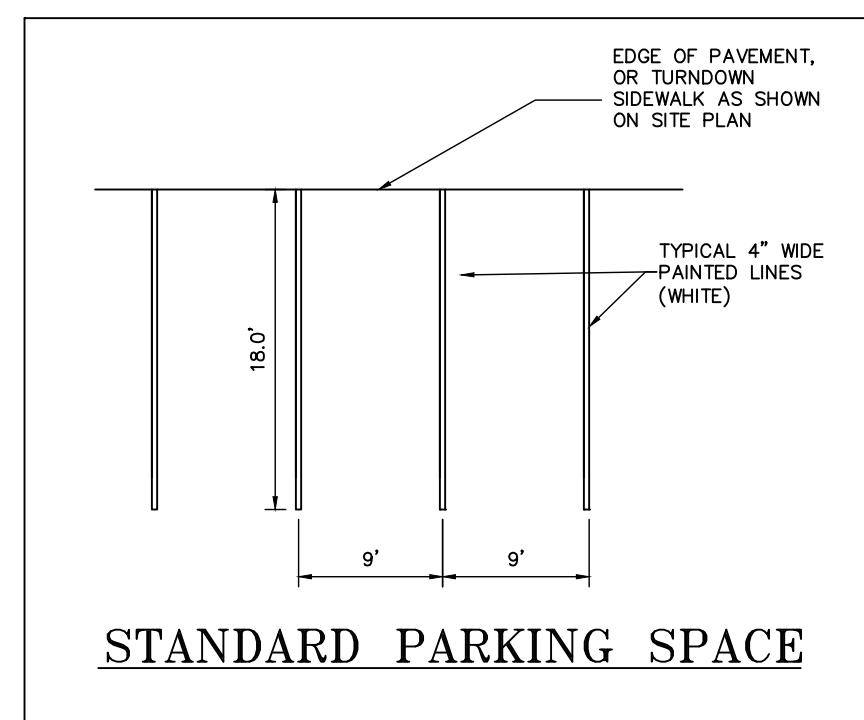 EDGE OF PAVEMENT,
OR TURNDOWN
SIDEWALK AS SHOWN
ON SITE PLAN
TYPICAL 4" WIDE
PAINTED LINES
(WHITE)
18.0'
9'
9'
STANDARD PARKING SPACE